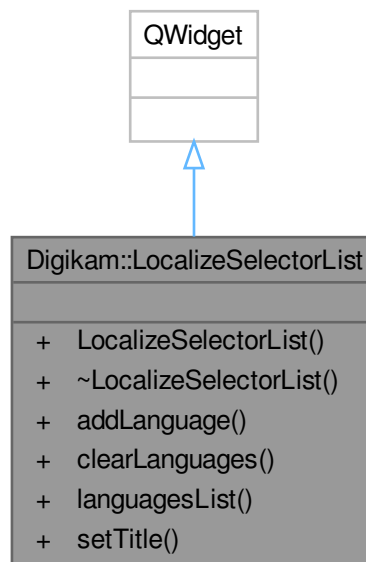 QWidget
Digikam::LocalizeSelectorList
+ LocalizeSelectorList()
+ ~LocalizeSelectorList()
+ addLanguage()
+ clearLanguages()
+ languagesList()
+ setTitle()